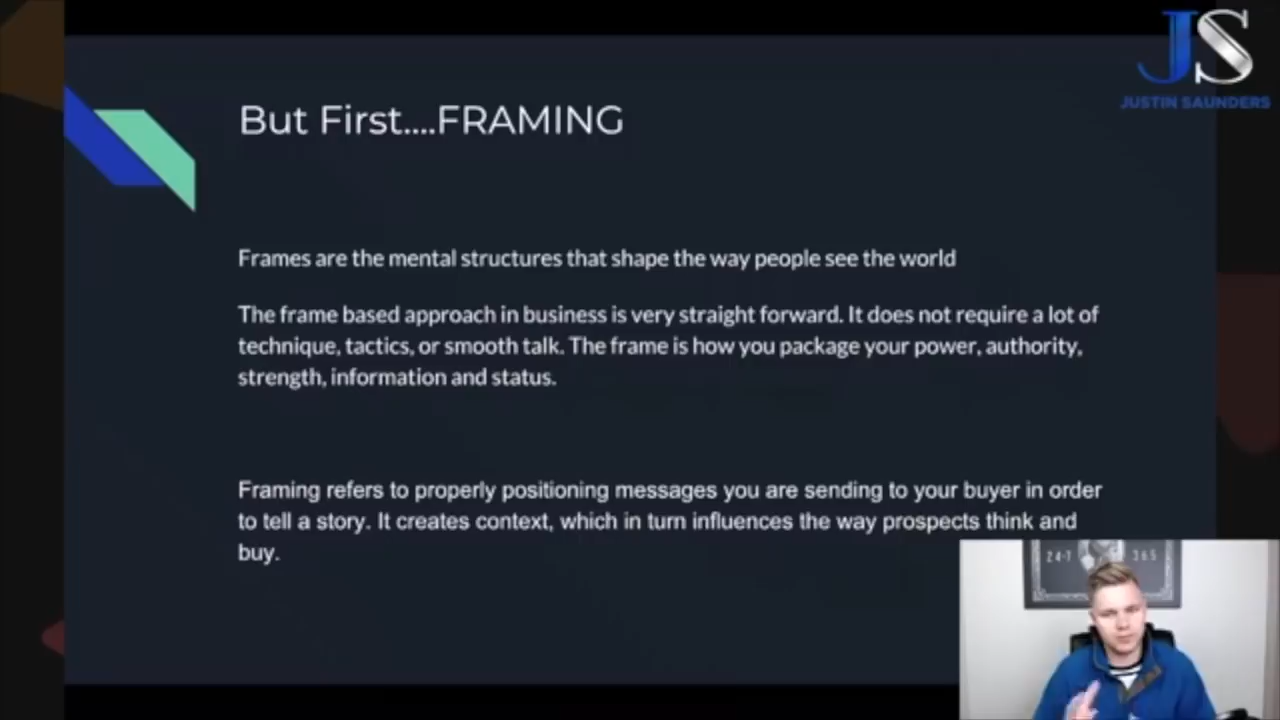 JS
JUSTIN SAUNDERS
But First....FRAMING
Frames are the mental structures that shape the way people see the world
The frame based approach in business is very straight forward. It does not require a lot of
technique, tactics, or smooth talk. The frame is how you package your power, authority,
strength, information and status.
Framing refers to properly positioning messages you are sending to your buyer in order
to tell a story. It creates context, which in turn influences the way prospects think and
buy.
24-7 365